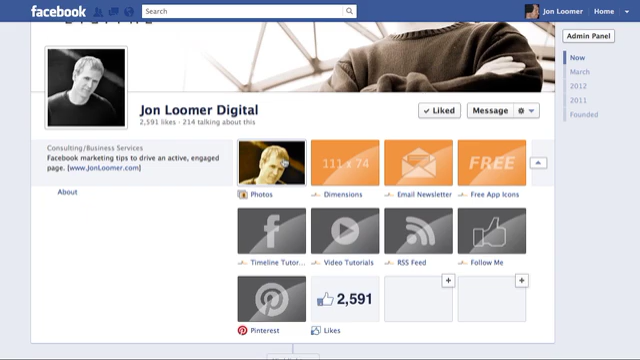 facebook
Search
Jon Loomer
Home
Admin Panel
Now
March
2012
2011
Founded
Jon Loomer Digital
2,591 likes · 214 talking about this
Liked
Message
Consulting/Business Services
Facebook marketing tips to drive an active, engaged
page. [www.JonLoomer.com]
About
111 x 74
FREE
Photos
Dimensions
Email Newsletter
Free App Icons
Timeline Tutor...
Video Tutorials
RSS Feed
Follow Me
2,591
Pinterest
Likes